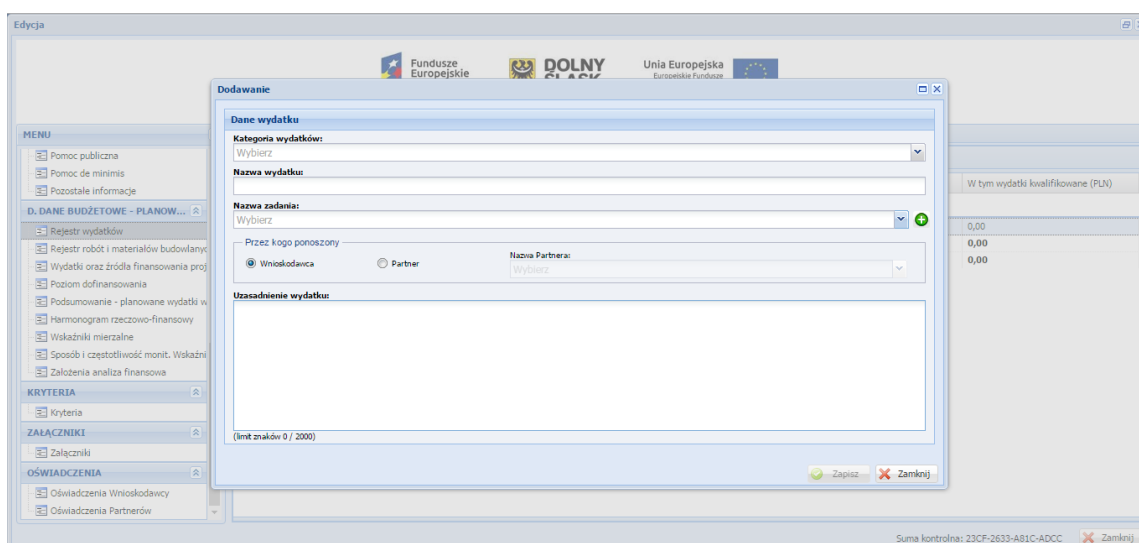 Edycja
Fundusze
Europejskie
DOLNY
ŚLĄSK
Unia Europejska
Europejskie Fundusze
Dodawanie
Dane wydatku
Kategoria wydatków:
Wybierz
Nazwa wydatku:
Nazwa zadania:
Wybierz
Przez kogo ponoszony
Wnioskodawca
Partner
Nazwa Partnera:
Wybierz
Uzasadnienie wydatku:
(limit znaków 0 / 2000)
Zapisz
Zamknij
MENU
Pomoc publiczna
Pomoc de minimis
Pozostałe informacje
D. DANE BUDŻETOWE - PLANOW...
Rejestr wydatków
Rejestr robót i materiałów budowlanyc
Wydatki oraz źródła finansowania proj
Poziom dofinansowania
Podsumowanie - planowane wydatki w
Harmonogram rzeczowo-finansowy
Wskaźniki mierzalne
Sposób i częstotliwość monit. Wskaźni
Założenia analiza finansowa
KRYTERIA
Kryteria
ZAŁĄCZNIKI
Załączniki
OŚWIADCZENIA
Oświadczenia Wnioskodawcy
Oświadczenia Partnerów
W tym wydatki kwalifikowane (PLN)
0,00
0,00
0,00
Suma kontrolna: 23CF-2633-A81C-ADCC
Zamknij